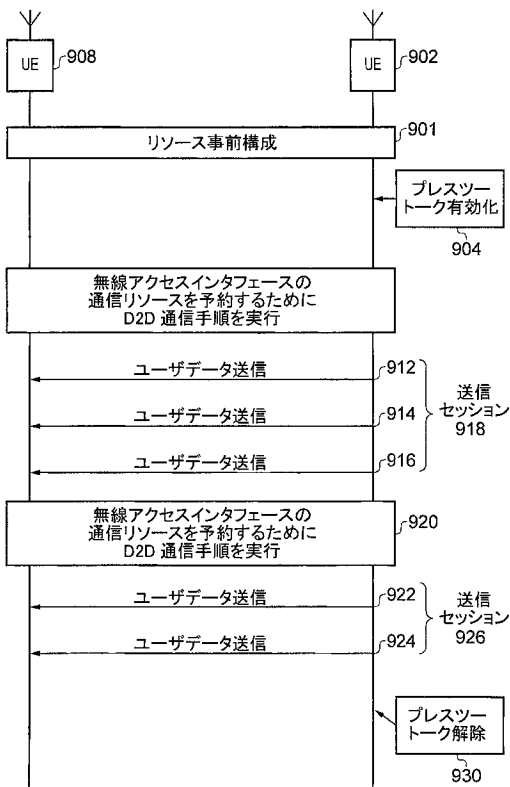 UE
908
UE
902
901
リソース事前構成
プレスツー
トーク有効化
904
無線アクセスインタフェースの
通信リソースを予約するために
D2D 通信手順を実行
ユーザデータ送信
912
ユーザデータ送信
914
送信
セッション
918
ユーザデータ送信
916
無線アクセスインタフェースの
通信リソースを予約するために
D2D 通信手順を実行
920
ユーザデータ送信
922
送信
セッション
926
ユーザデータ送信
924
プレスツー
トーク解除
930